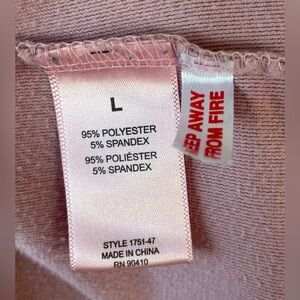 L
95% POLYESTER
5% SPANDEX
95% POLIÉSTER
5% SPANDEX
STYLE 1751-47
MADE IN CHINA
RN 90410
AWAY
FROM FIRE